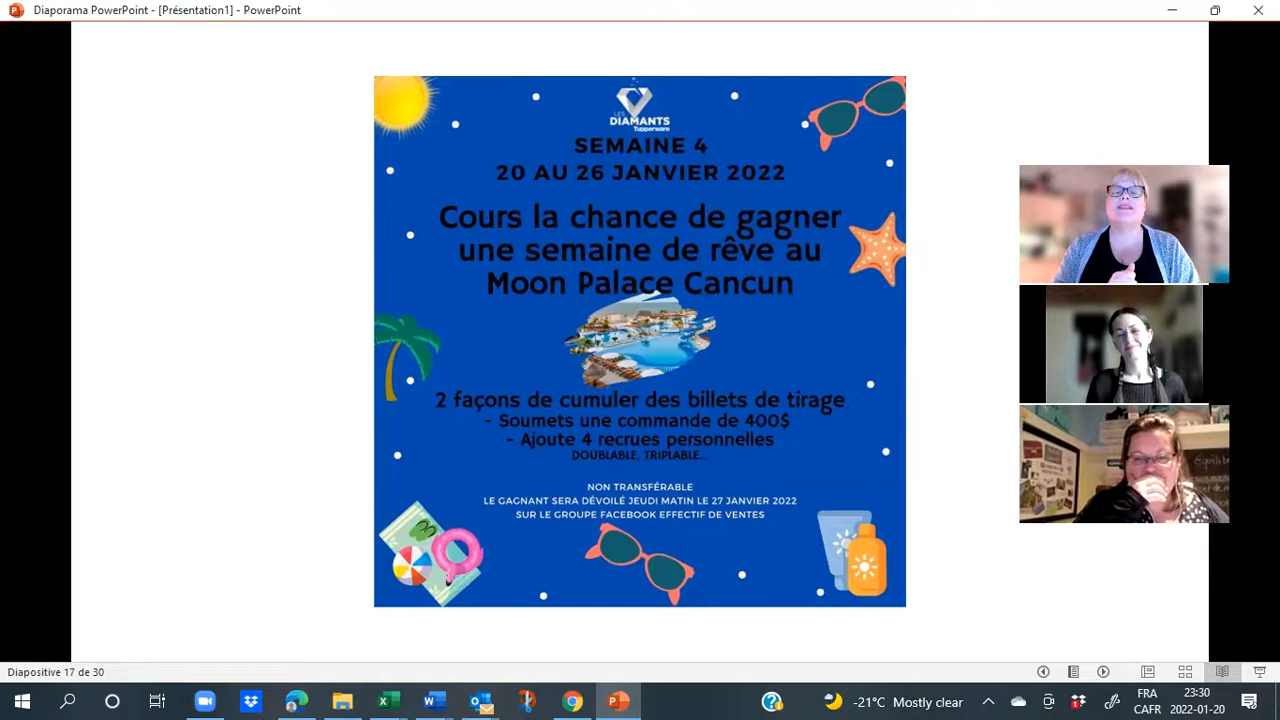 Diaporama PowerPoint - [Présentation1] - PowerPoint
LES
DIAMANTS
Tupperware
SEMAINE 4
20 AU 26 JANVIER 2022
Cours la chance de gagner
une semaine de rêve au
Moon Palace Cancun
2 façons de cumuler des billets de tirage
- Soumets une commande de 400$
- Ajoute 4 recrues personnelles
DOUBLABLE, TRIPLABLE...
NON TRANSFÉRABLE
LE GAGNANT SERA DÉVOILÉ JEUDI MATIN LE 27 JANVIER 2022
SUR LE GROUPE FACEBOOK EFFECTIF DE VENTES
Diapositive 17 de 30
-21°C Mostly clear
FRA
CAFR
23:30
2022-01-20